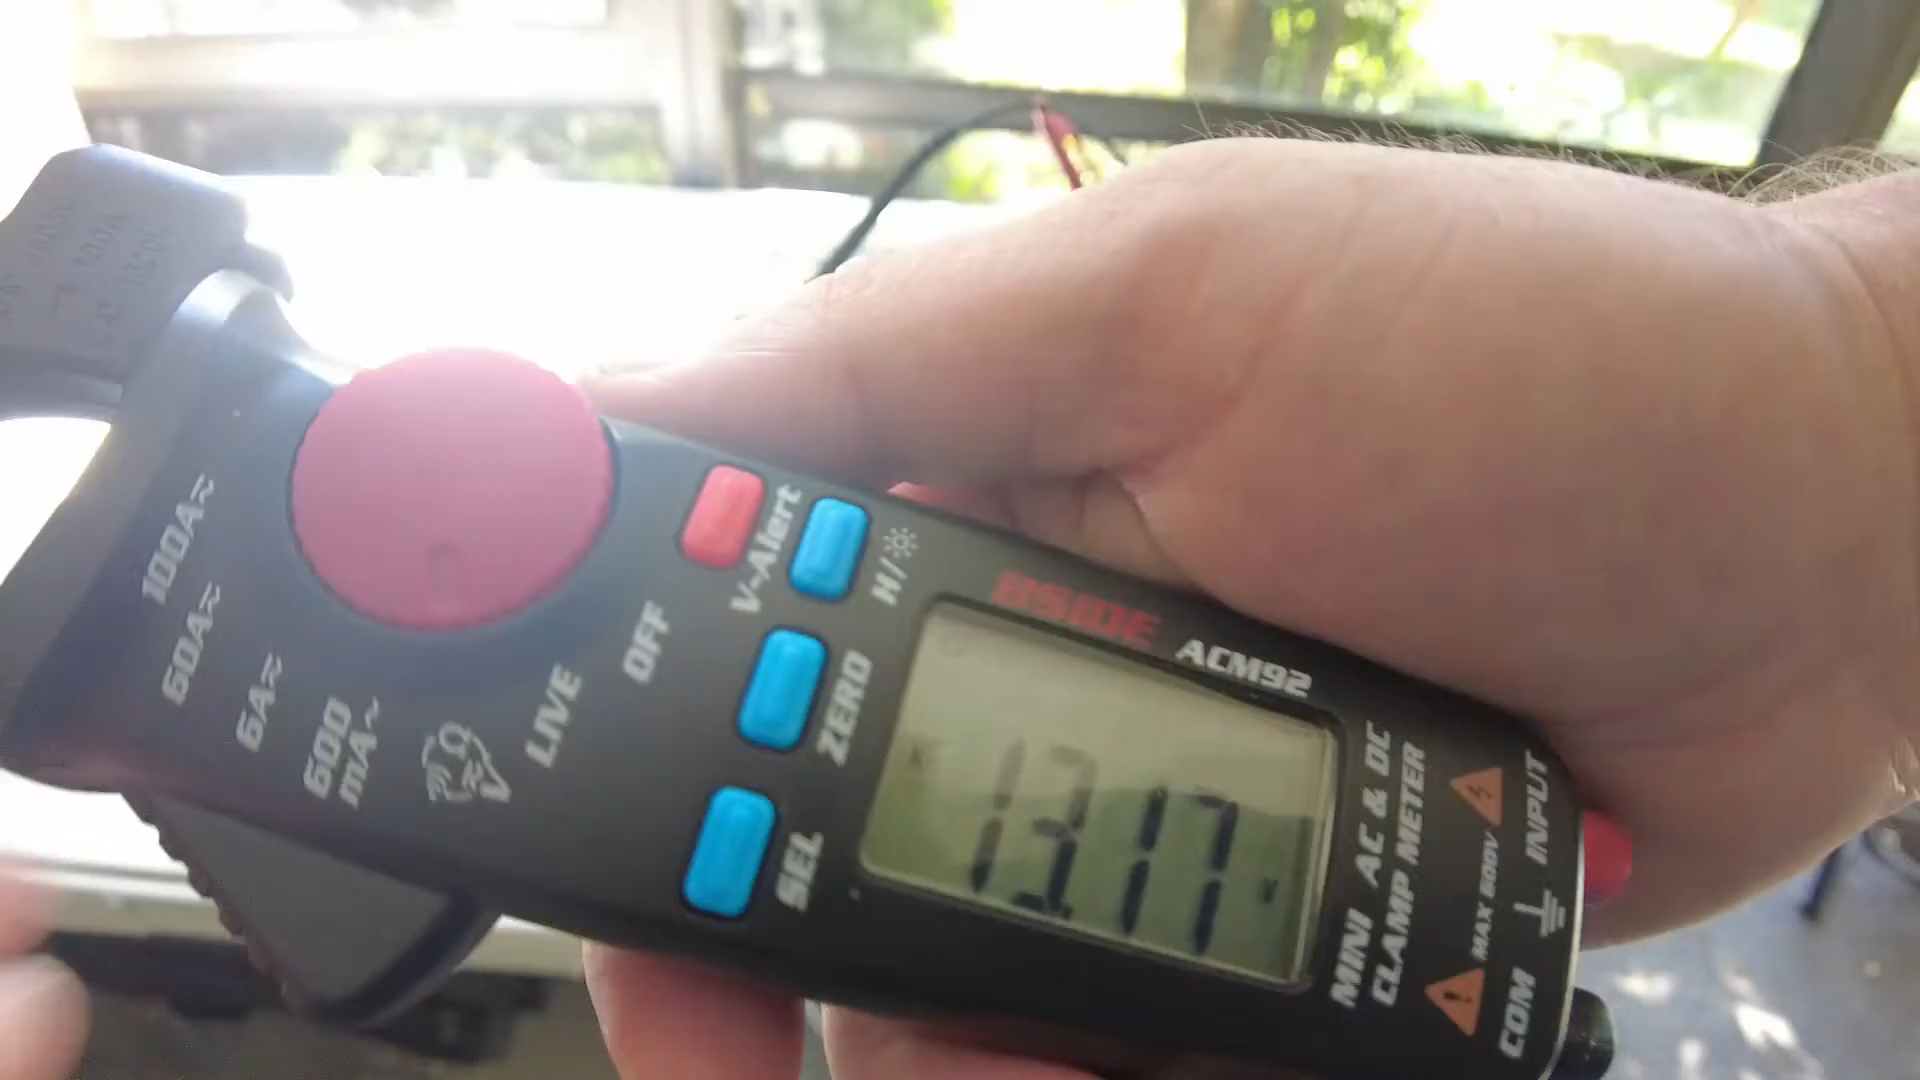 100A≂
60A≂
6A≂
600
mA~
LIVE
OFF
V-Alert
H/
ZERO
SEL
INSIDE
ACM92
13.17
V
MINI AC & DC
CLAMP METER
MAX 600V
INPUT
COM